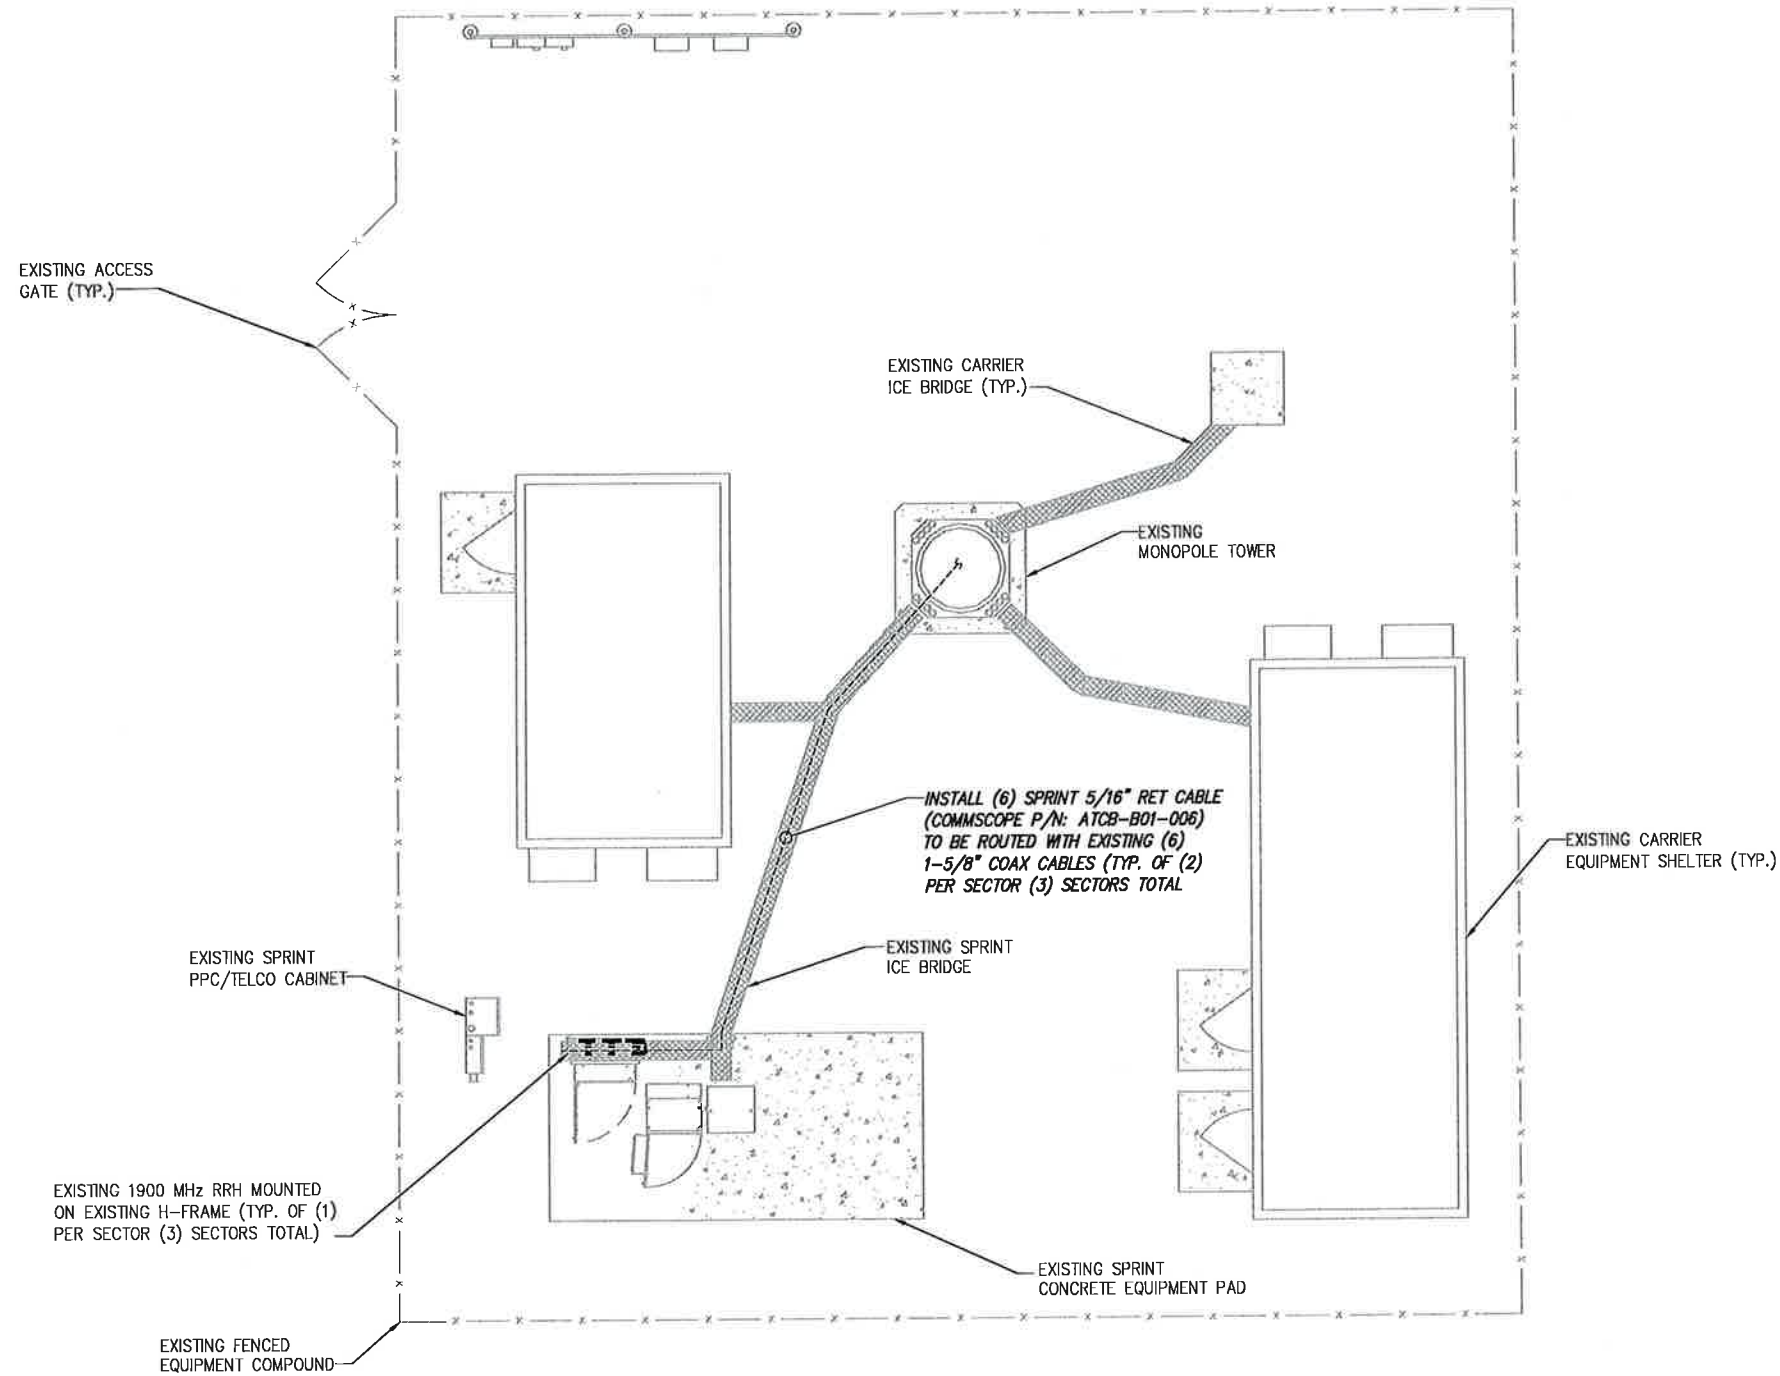 EXISTING ACCESS
GATE (TYP.)
EXISTING CARRIER
ICE BRIDGE (TYP.)
EXISTING
MONOPOLE TOWER
INSTALL (6) SPRINT 5/16" RET CABLE
(COMMSCOPE P/N: ATCB-B01-006)
TO BE ROUTED WITH EXISTING (6)
1-5/8" COAX CABLES (TYP. OF (2)
PER SECTOR (3) SECTORS TOTAL
EXISTING CARRIER
EQUIPMENT SHELTER (TYP.)
EXISTING SPRINT
ICE BRIDGE
EXISTING SPRINT
PPC/TELCO CABINET
EXISTING 1900 MHz RRH MOUNTED
ON EXISTING H-FRAME (TYP. OF (1)
PER SECTOR (3) SECTORS TOTAL)
EXISTING SPRINT
CONCRETE EQUIPMENT PAD
EXISTING FENCED
EQUIPMENT COMPOUND